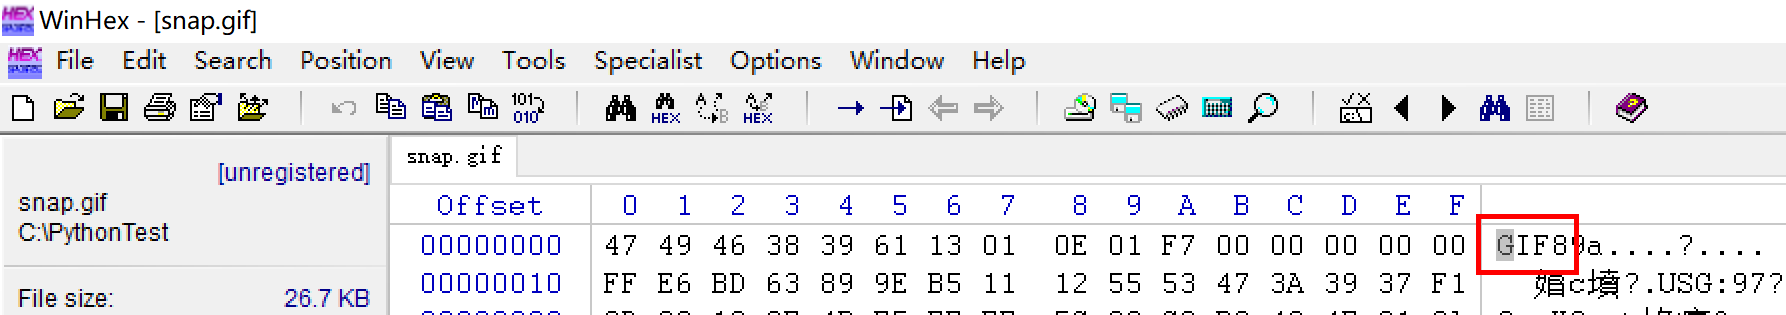 WinHex - [snap.gif]
File Edit Search Position View Tools Specialist Options Window Help
[unregistered]
snap.gif
snap.gif
C:\PythonTest
Offset 0 1 2 3 4 5 6 7 8 9 A B C D E F
00000000 47 49 46 38 39 61 13 01 0E 01 F7 00 00 00 00 00 GIF89a....?....
00000010 FF E6 BD 63 89 9E B5 11 12 55 53 47 3A 39 37 F1 c墳?.USG:97?
File size: 26.7 KB